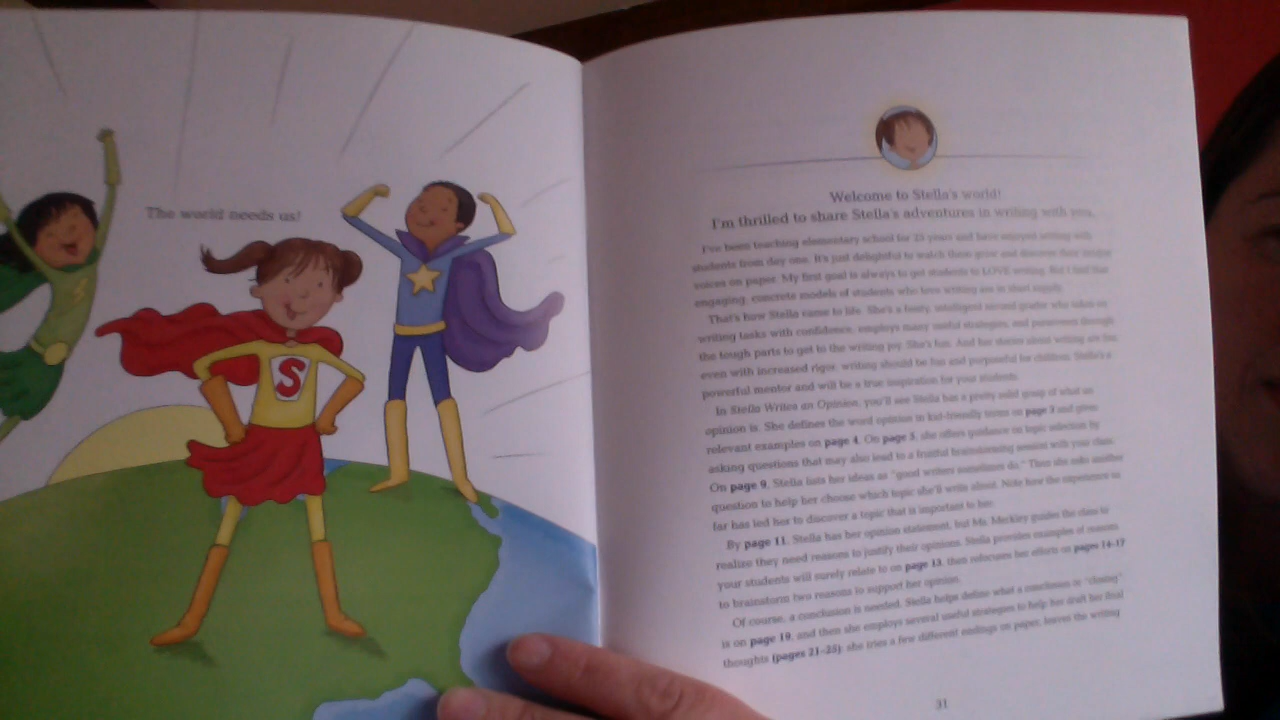 The world needs us!
S
Welcome to Stella's world!
I'm thrilled to share Stella's adventures in writing with you.
I've been teaching elementary school for 25 years and have enjoyed writing with
students from day one. It's just delightful to watch them grow and discover their unique
voices on paper. My first goal is always to get students to LOVE writing. But I find that
engaging, concrete models of students who love writing are in short supply.
That's how Stella came to life. She's a feisty, intelligent second grader who takes on
writing tasks with confidence, employs many useful strategies, and perseveres through
the tough parts to get to the writing joy. She's fun. And her stories about writing are fun
even with increased rigor, writing should be fun and purposeful for children. Stella's a
powerful mentor and will be a true inspiration for your students.
In Stella Writes an Opinion, you'll see Stella has a pretty solid grasp of what an
opinion is. She defines the word opinion in kid-friendly terms on page 3 and gives
relevant examples on page 4. On page 5, she offers guidance on topic selection by
asking questions that may also lead to a fruitful brainstorming session with your class.
On page 9, Stella lists her ideas as "good writers sometimes do." Then she asks another
question to help her choose which topic she'll write about. Note how the experience so
far has led her to discover a topic that is important to her.
By page 11, Stella has her opinion statement, but Ms. Merkley guides the class to
realize they need reasons to justify their opinions. Stella provides examples of reasons
your students will surely relate to on page 13, then refocuses her efforts on pages 14-17
to brainstorm two reasons to support her opinion.
Of course, a conclusion is needed. Stella helps define what a conclusion or "closing"
is on page 19, and then she employs several useful strategies to help her draft her final
thoughts (pages 21–25): she tries a few different endings on paper, leaves the writing
31